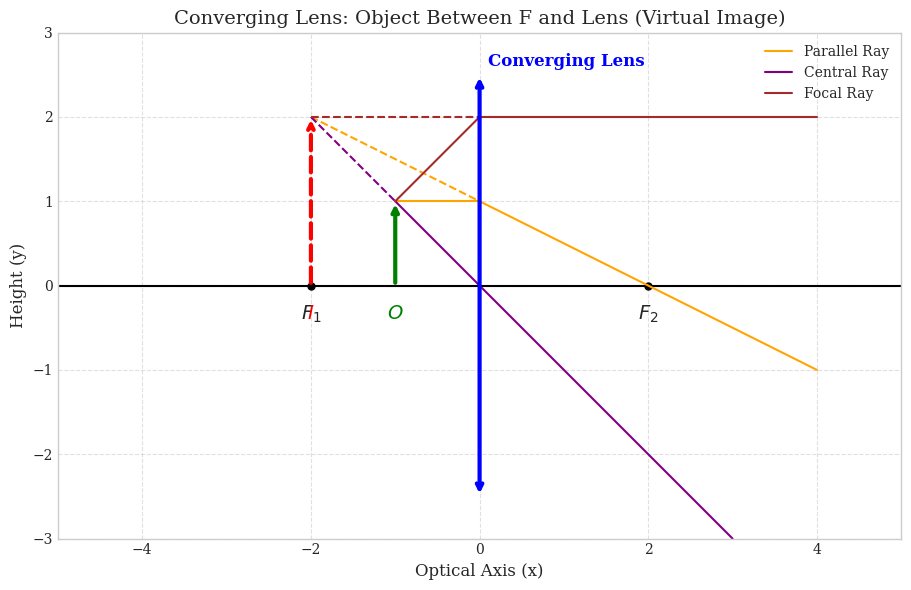 Converging Lens: Object Between F and Lens (Virtual Image)
Converging Lens
Parallel Ray
Central Ray
Focal Ray
3
2
1
0
−1
−2
−3
Height (y)
F₁
I
O
F₂
−4
−2
0
2
4
Optical Axis (x)